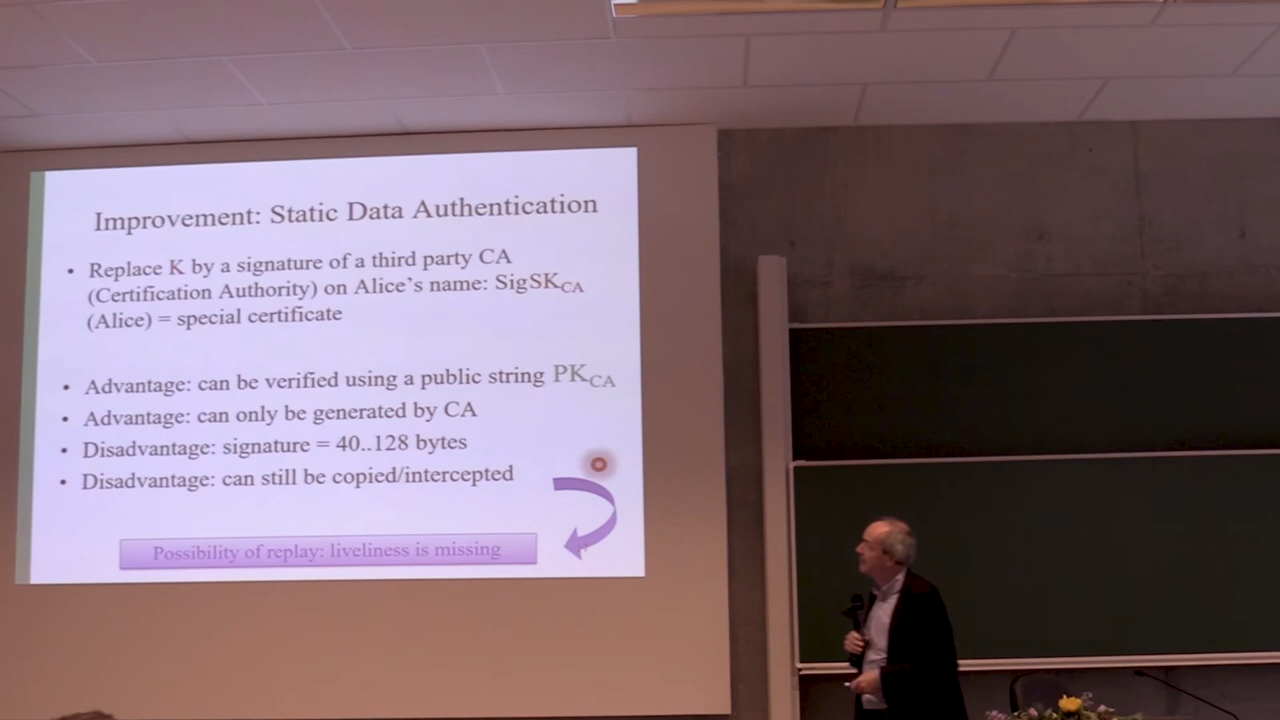 Improvement: Static Data Authentication
• Replace K by a signature of a third party CA
(Certification Authority) on Alice's name: SigSK_CA
(Alice) = special certificate
• Advantage: can be verified using a public string PK_CA
• Advantage: can only be generated by CA
• Disadvantage: signature = 40..128 bytes
• Disadvantage: can still be copied/intercepted
Possibility of replay: liveliness is missing